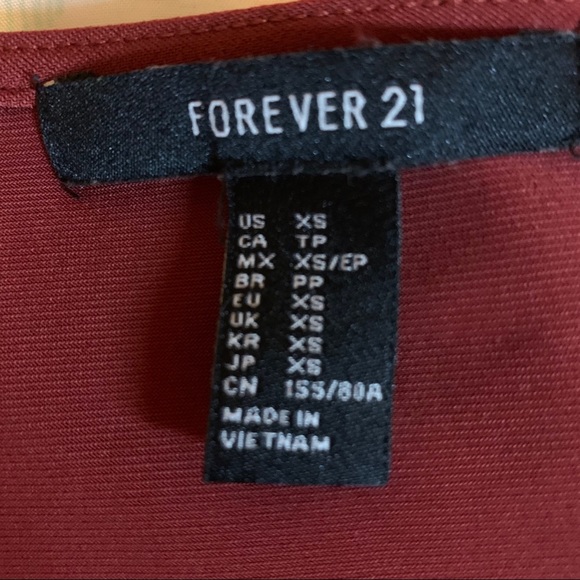 FOREVER 21
US XS
CA TP
MX XS/EP
BR PP
EU XS
UK XS
KR XS
JP XS
CN 155/80A
MADE IN
VIETNAM